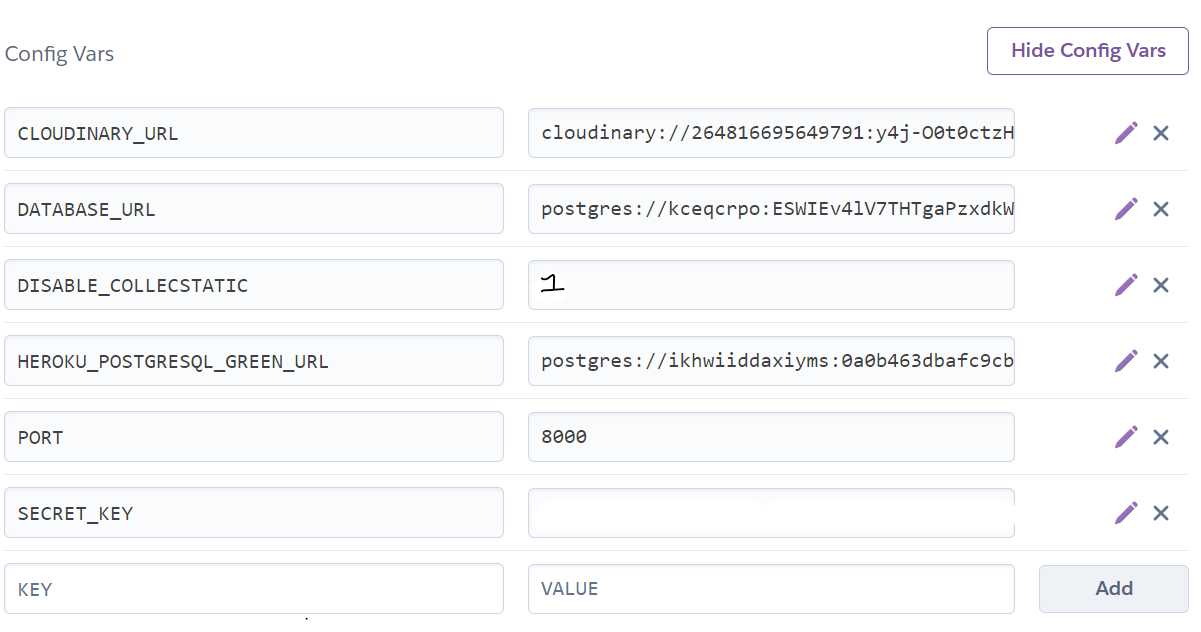 Config Vars
Hide Config Vars
CLOUDINARY_URL cloudinary://264816695649791:y4j-O0t0ctzH
DATABASE_URL postgres://kceqcrpo:ESWIEv4lV7THTgaPzxdkW
DISABLE_COLLECSTATIC 1
HEROKU_POSTGRESQL_GREEN_URL postgres://ikhwiiddaxiyms:0a0b463dbafc9cb
PORT 8000
SECRET_KEY
KEY VALUE Add